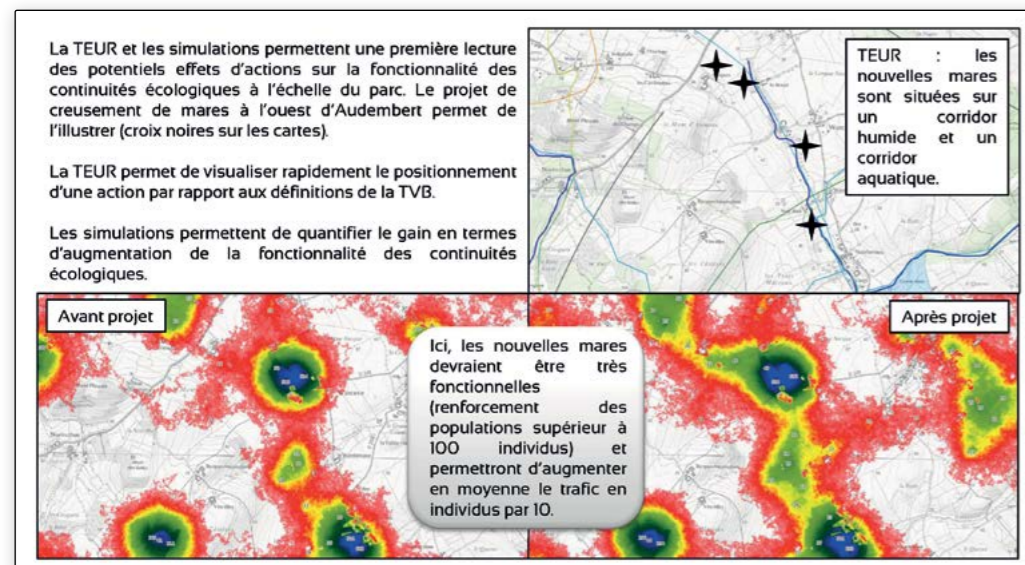 La TEUR et les simulations permettent une première lecture
des potentiels effets d'actions sur la fonctionnalité des
continuités écologiques à l'échelle du parc. Le projet de
creusement de mares à l'ouest d'Audembert permet de
l'illustrer (croix noires sur les cartes).
La TEUR permet de visualiser rapidement le positionnement
d'une action par rapport aux définitions de la TVB.
Les simulations permettent de quantifier le gain en termes
d'augmentation de la fonctionnalité des continuités
écologiques.
TEUR : les
nouvelles mares
sont situées sur
un corridor
humide et un
corridor
aquatique.
Avant projet
Après projet
Ici, les nouvelles mares
devraient être très
fonctionnelles
(renforcement des
populations supérieur à
100 individus) et
permettront d'augmenter
en moyenne le trafic en
individus par 10.